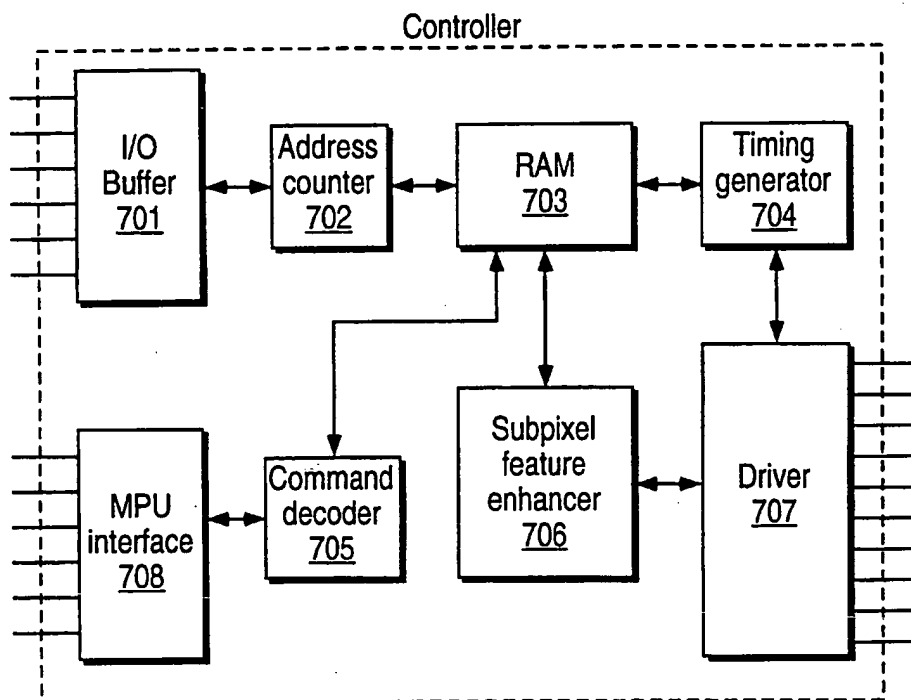 Controller
I/O
Buffer
701
Address
counter
702
RAM
703
Timing
generator
704
MPU
interface
708
Command
decoder
705
Subpixel
feature
enhancer
706
Driver
707